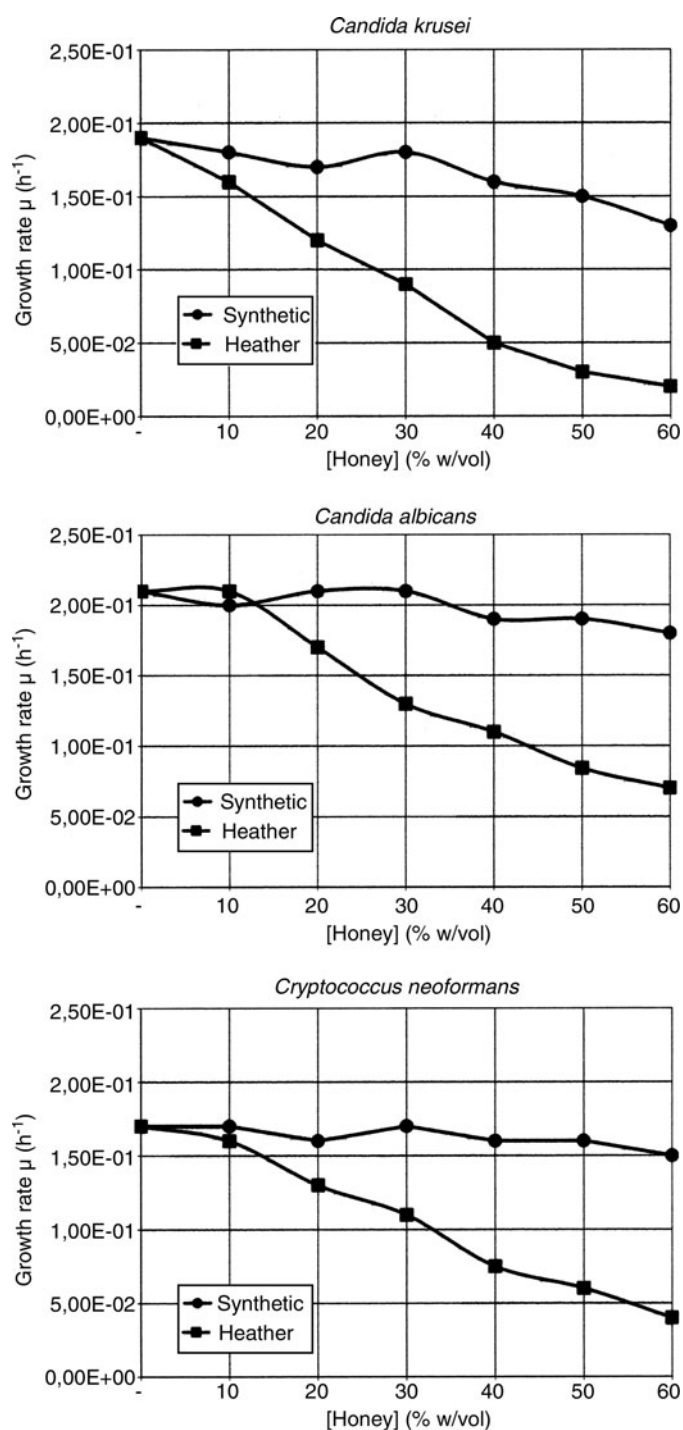 Candida krusei
2,50E-01
2,00E-01
1,50E-01
1,00E-01
5,00E-02
0,00E+00
Growth rate µ (h⁻¹)
Synthetic
Heather
- 10 20 30 40 50 60
[Honey] (% w/vol)
Candida albicans
2,50E-01
2,00E-01
1,50E-01
1,00E-01
5,00E-02
0,00E+00
Growth rate µ (h⁻¹)
Synthetic
Heather
- 10 20 30 40 50 60
[Honey] (% w/vol)
Cryptococcus neoformans
2,50E-01
2,00E-01
1,50E-01
1,00E-01
5,00E-02
0,00E+00
Growth rate µ (h⁻¹)
Synthetic
Heather
- 10 20 30 40 50 60
[Honey] (% w/vol)